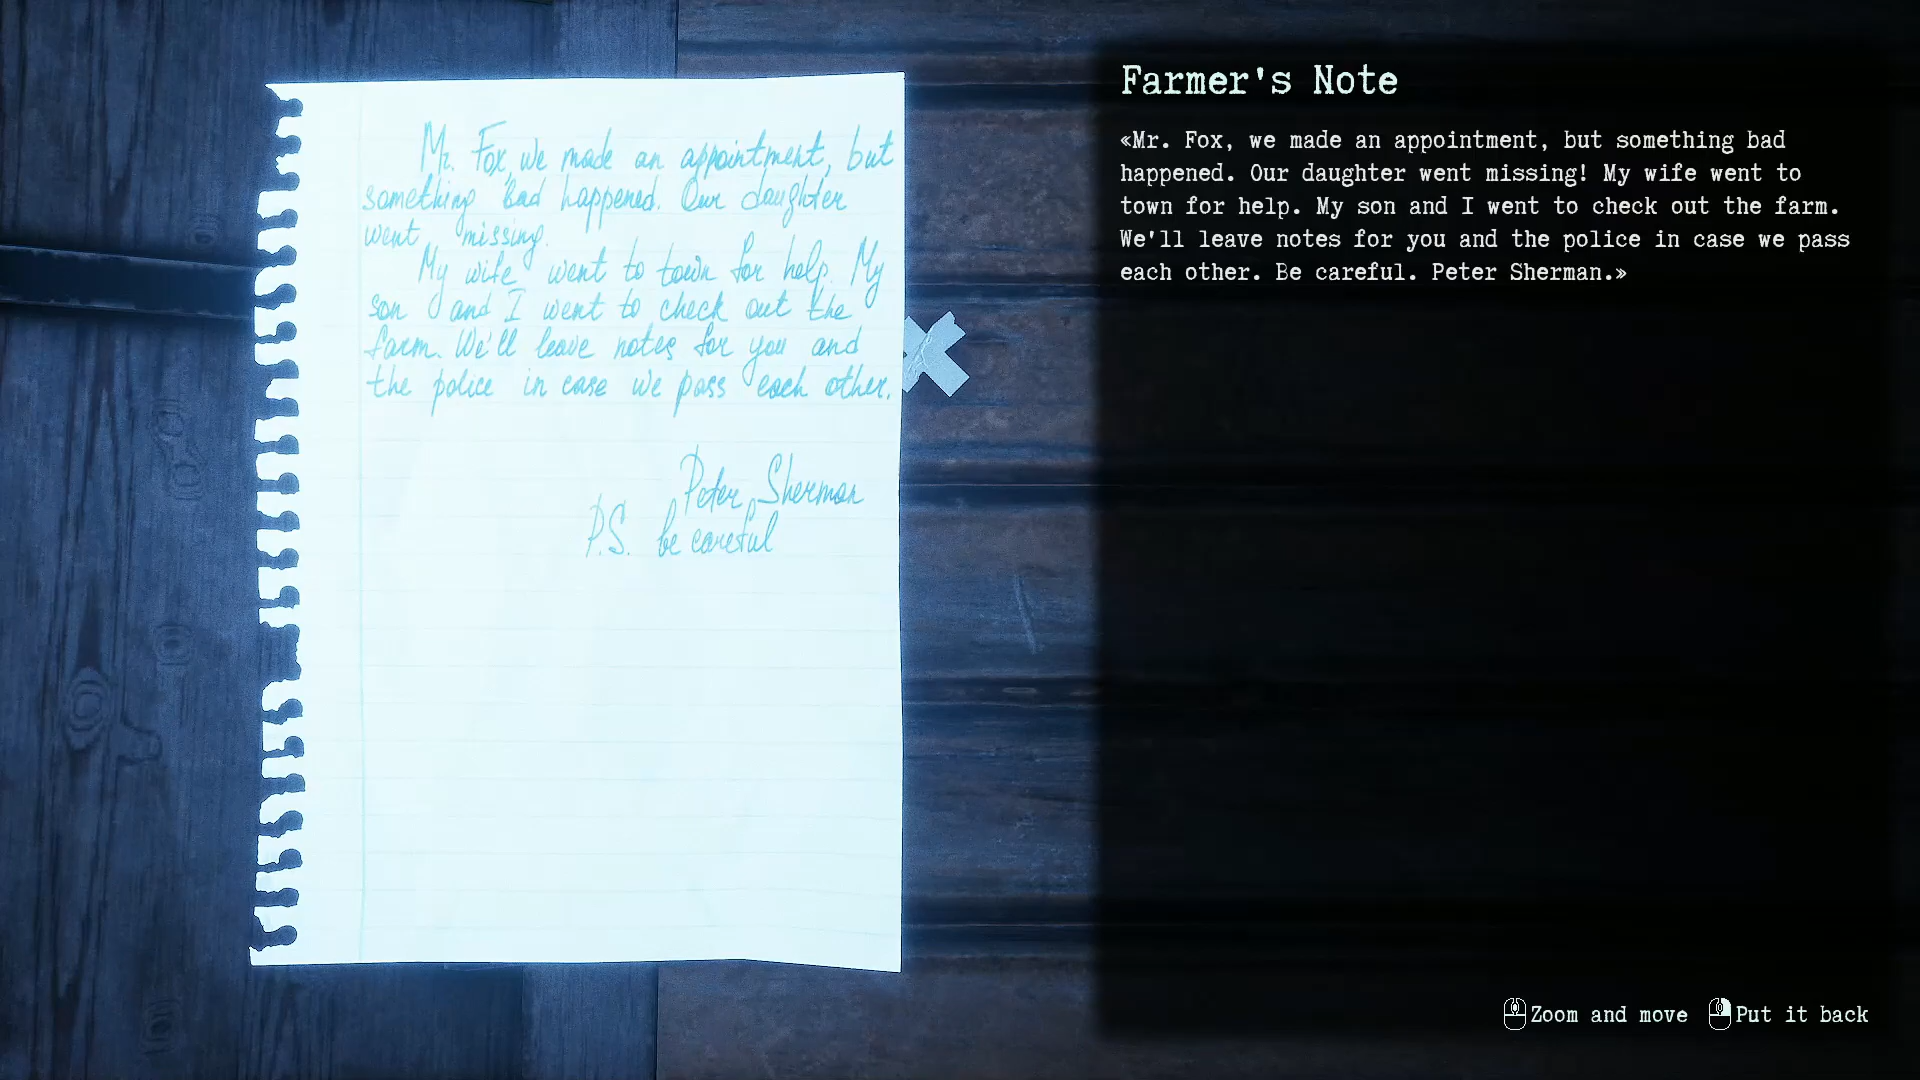 Mr. Fox, we made an appointment, but
something bad happened. Our daughter
went missing.
My wife went to town for help. My
son and I went to check out the
farm. We'll leave notes for you and
the police in case we pass each other.
Peter Sherman
P.S. be careful
Farmer's Note
«Mr. Fox, we made an appointment, but something bad
happened. Our daughter went missing! My wife went to
town for help. My son and I went to check out the farm.
We'll leave notes for you and the police in case we pass
each other. Be careful. Peter Sherman.»
Zoom and move Put it back